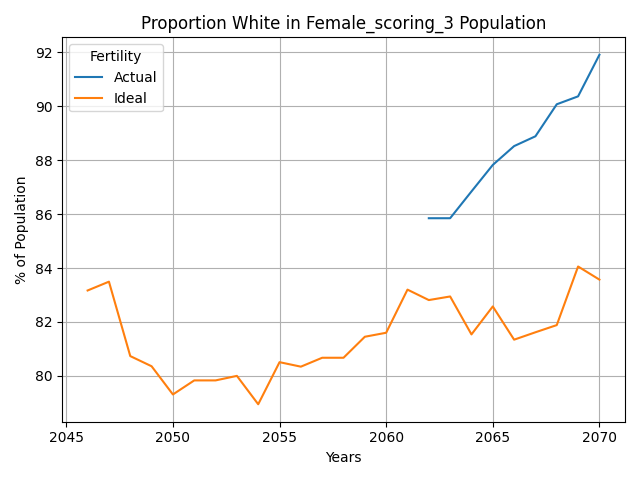 Proportion White in Female_scoring_3 Population
Fertility
Actual
Ideal
% of Population
92
90
88
86
84
82
80
2045
2050
2055
2060
2065
2070
Years